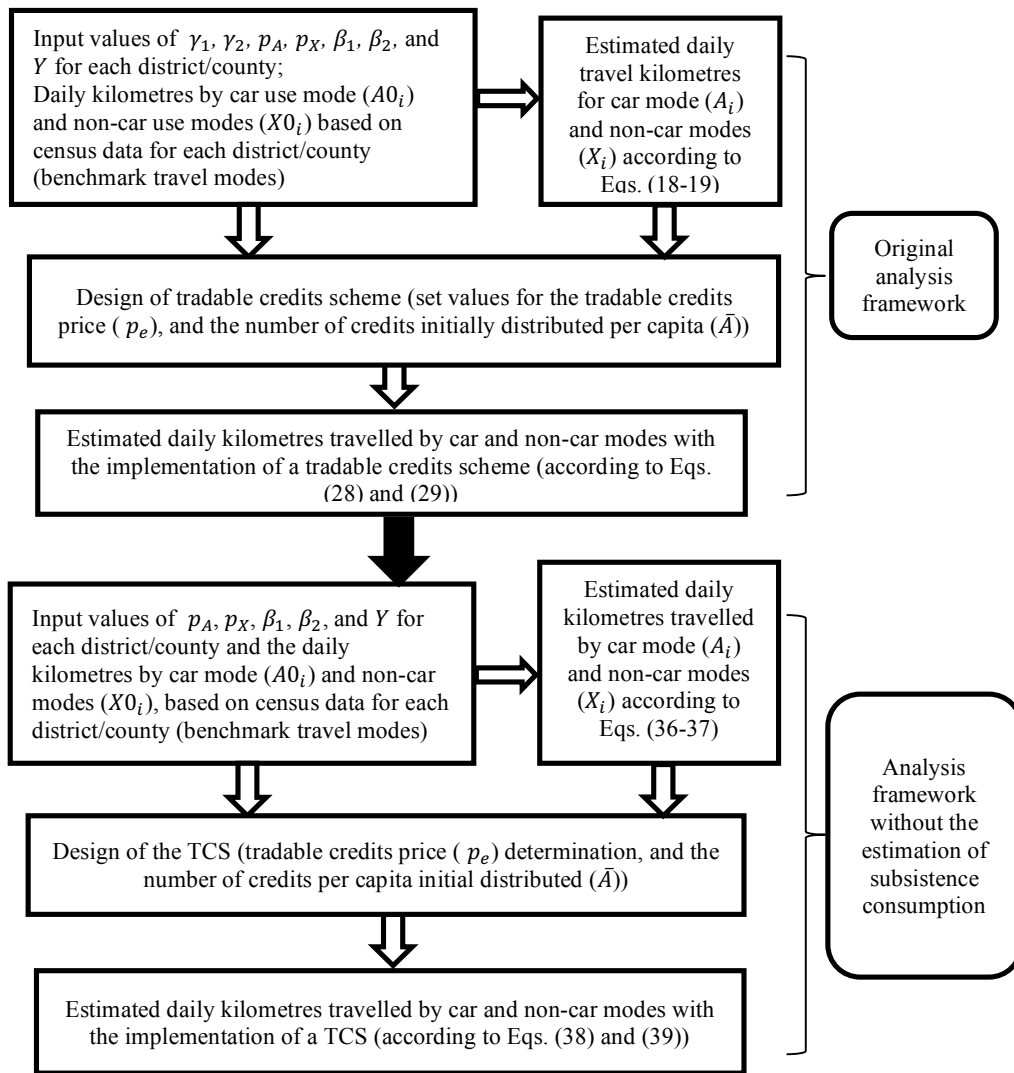 Input values of γ₁, γ₂, p_A, p_X, β₁, β₂, and
Y for each district/county;
Daily kilometres by car use mode (A0ᵢ)
and non-car use modes (X0ᵢ) based on
census data for each district/county
(benchmark travel modes)
Estimated daily
travel kilometres
for car mode (Aᵢ)
and non-car modes
(Xᵢ) according to
Eqs. (18-19)
Original
analysis
framework
Design of tradable credits scheme (set values for the tradable credits
price ( pₑ), and the number of credits initially distributed per capita (Ā))
Estimated daily kilometres travelled by car and non-car modes with
the implementation of a tradable credits scheme (according to Eqs.
(28) and (29))
Input values of p_A, p_X, β₁, β₂, and Y for
each district/county and the daily
kilometres by car mode (A0ᵢ) and non-car
modes (X0ᵢ), based on census data for each
district/county (benchmark travel modes)
Estimated daily
kilometres travelled
by car mode (Aᵢ)
and non-car modes
(Xᵢ) according to
Eqs. (36-37)
Analysis
framework
without the
estimation of
subsistence
consumption
Design of the TCS (tradable credits price ( pₑ) determination, and the
number of credits per capita initial distributed (Ā))
Estimated daily kilometres travelled by car and non-car modes with
the implementation of a TCS (according to Eqs. (38) and (39))